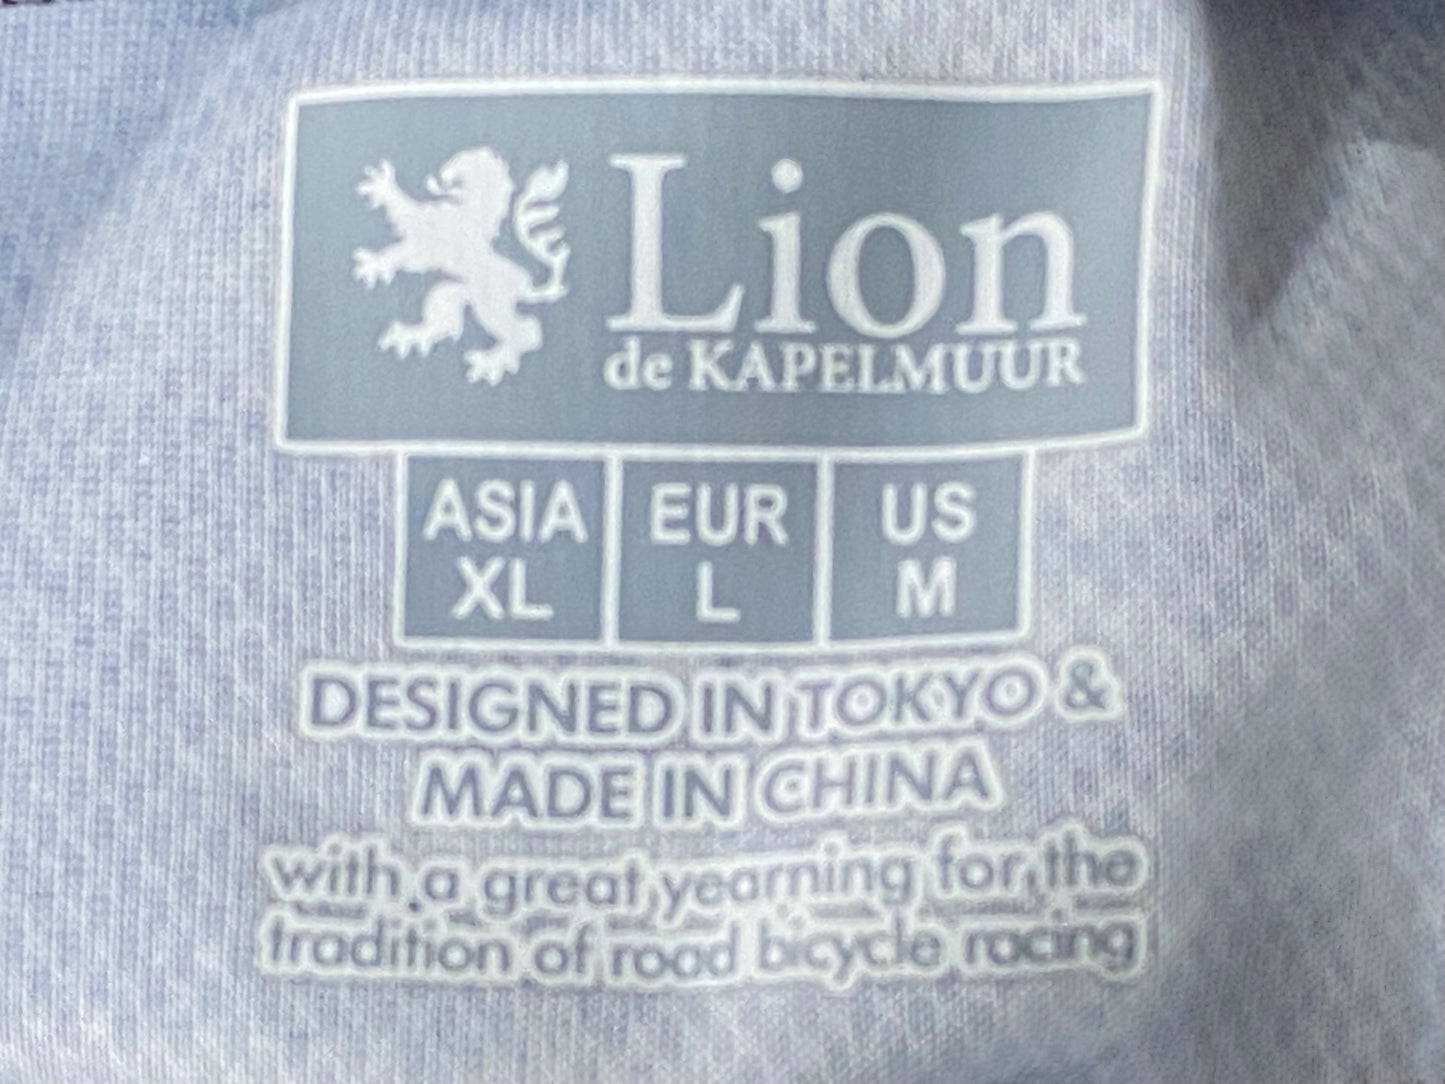 Lion
de KAPELMUUR
ASIA EUR US
XL L M
DESIGNED IN TOKYO &
MADE IN CHINA
with a great yearning for the
tradition of road bicycle racing